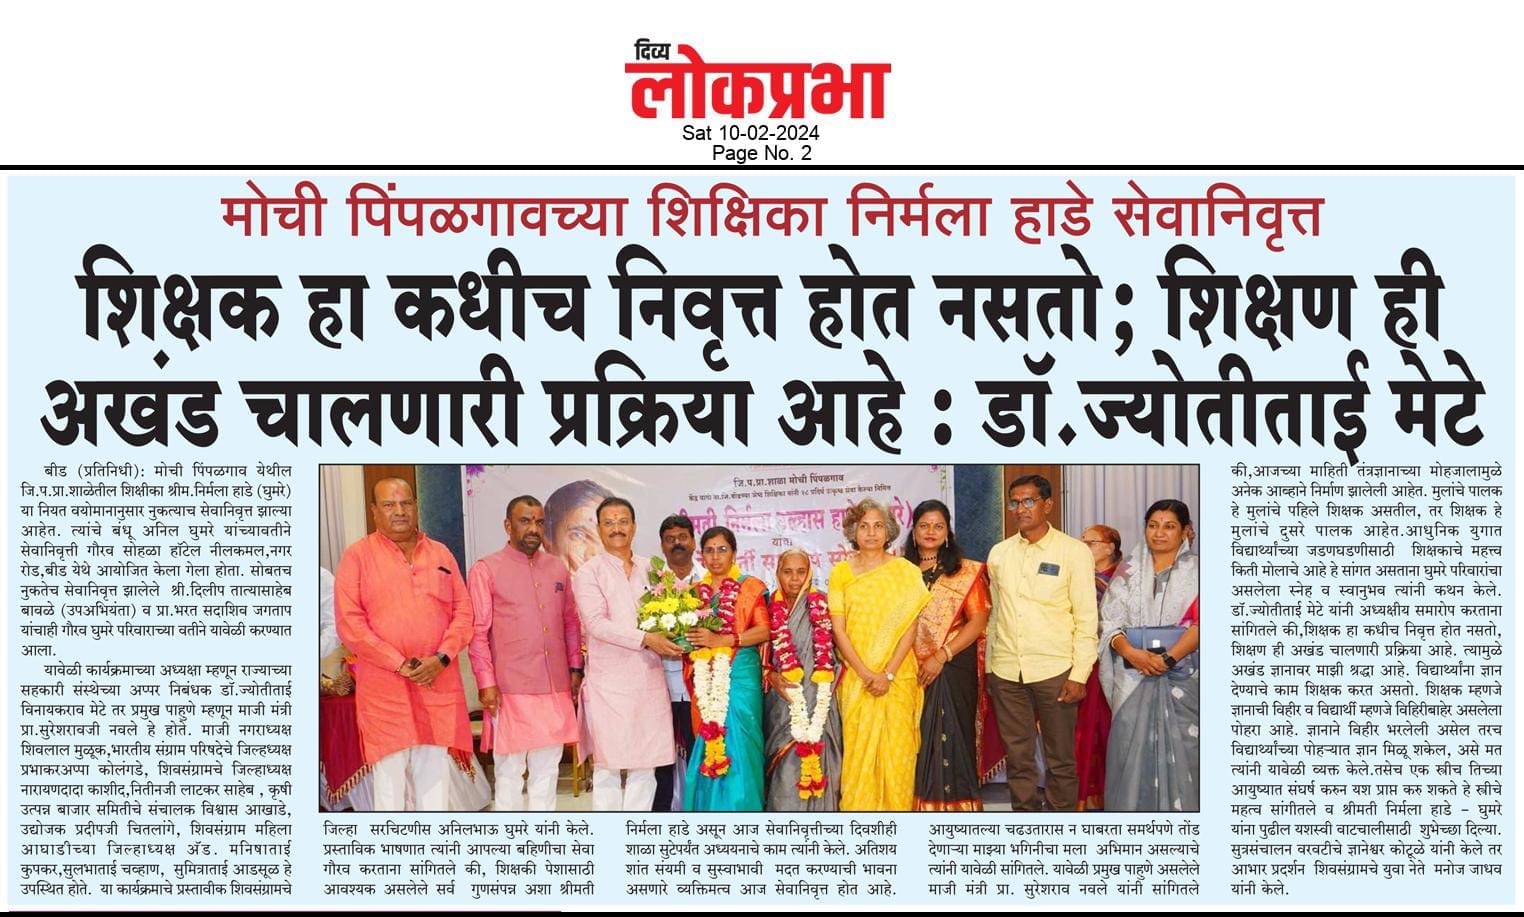 दिव्य
लोकप्रभा
Sat 10-02-2024
Page No. 2
मोची पिंपळगावच्या शिक्षिका निर्मला हाडे सेवानिवृत्त
शिक्षक हा कधीच निवृत्त होत नसतो; शिक्षण ही
अखंड चालणारी प्रक्रिया आहे : डॉ.ज्योतीताई मेटे
बीड (प्रतिनिधी): मोची पिंपळगाव येथील
जि.प.प्रा.शाळेतील शिक्षीका श्रीम.निर्मला हाडे (घुमरे)
या नियत वयोमानानुसार नुकत्याच सेवानिवृत्त झाल्या
आहेत. त्यांचे बंधू अनिल घुमरे यांच्यावतीने
सेवानिवृत्ती गौरव सोहळा हॉटेल नीलकमल,नगर
रोड,बीड येथे आयोजित केला गेला होता. सोबतच
नुकतेच सेवानिवृत्त झालेले श्री.दिलीप तात्यासाहेब
बावळे (उपअभियंता) व प्रा.भरत सदाशिव जगताप
यांचाही गौरव घुमरे परिवाराच्या वतीने यावेळी करण्यात
आला.
यावेळी कार्यक्रमाच्या अध्यक्षा म्हणून राज्याच्या
सहकारी संस्थेच्या अप्पर निबंधक डॉ.ज्योतीताई
विनायकराव मेटे तर प्रमुख पाहुणे म्हणून माजी मंत्री
प्रा.सुरेशरावजी नवले हे होते. माजी नगराध्यक्ष
शिवलाल मुळूक,भारतीय संग्राम परिषदेचे जिल्हध्यक्ष
प्रभाकरअप्पा कोलंगडे, शिवसंग्रामचे जिल्हाध्यक्ष
नारायणदादा काशीद,नितीनजी लाटकर साहेब , कृषी
उत्पन्न बाजार समितीचे संचालक विश्वास आखाडे,
उद्योजक प्रदीपजी चितलांगे, शिवसंग्राम महिला
आघाडीच्या जिल्हाध्यक्ष अॅड. मनिषाताई
कुपकर,सुलभाताई चव्हाण, सुमित्राताई आडसूळ हे
उपस्थित होते. या कार्यक्रमाचे प्रस्तावीक शिवसंग्रामचे
जि.प.प्रा.शाळा मोची पिंपळगाव
जिल्हा सरचिटणीस अनिलभाऊ घुमरे यांनी केले.
प्रस्ताविक भाषणात त्यांनी आपल्या बहिणीचा सेवा
गौरव करताना सांगितले की, शिक्षकी पेशासाठी
आवश्यक असलेले सर्व गुणसंपन्न अशा श्रीमती
निर्मला हाडे असून आज सेवानिवृत्तीच्या दिवशीही
शाळा सुटेपर्यंत अध्ययनाचे काम त्यांनी केले. अतिशय
शांत संयमी व सुस्वभावी मदत करण्याची भावना
असणारे व्यक्तिमत्व आज सेवानिवृत्त होत आहे.
आयुष्यातल्या चढउतारास न घाबरता समर्थपणे तोंड
देणाऱ्या माझ्या भगिनीचा मला अभिमान असल्याचे
त्यांनी यावेळी सांगितले. यावेळी प्रमुख पाहुणे असलेले
माजी मंत्री प्रा. सुरेशराव नवले यांनी सांगितले
की,आजच्या माहिती तंत्रज्ञानाच्या मोहजालामुळे
अनेक आव्हाने निर्माण झालेली आहेत. मुलांचे पालक
हे मुलांचे पहिले शिक्षक असतील, तर शिक्षक हे
मुलांचे दुसरे पालक आहेत.आधुनिक युगात
विद्यार्थ्यांच्या जडणघडणीसाठी शिक्षकाचे महत्त्व
किती मोलाचे आहे हे सांगत असताना घुमरे परिवारांचा
असलेला स्नेह व स्वानुभव त्यांनी कथन केले.
डॉ.ज्योतीताई मेटे यांनी अध्यक्षीय समारोप करताना
सांगितले की,शिक्षक हा कधीच निवृत्त होत नसतो,
शिक्षण ही अखंड चालणारी प्रक्रिया आहे. त्यामुळे
अखंड ज्ञानावर माझी श्रद्धा आहे. विद्यार्थ्यांना ज्ञान
देण्याचे काम शिक्षक करत असतो. शिक्षक म्हणजे
ज्ञानाची विहीर व विद्यार्थी म्हणजे विहिरीबाहेर असलेला
पोहरा आहे. ज्ञानाने विहीर भरलेली असेल तरच
विद्यार्थ्यांच्या पोहऱ्यात ज्ञान मिळू शकेल, असे मत
त्यांनी यावेळी व्यक्त केले.तसेच एक स्त्रीच तिच्या
आयुष्यात संघर्ष करुन यश प्राप्त करु शकते हे स्त्रीचे
महत्व सांगीतले व श्रीमती निर्मला हाडे – घुमरे
यांना पुढील यशस्वी वाटचालीसाठी शुभेच्छा दिल्या.
सुत्रसंचालन वरवटीचे ज्ञानेश्वर कोटूळे यांनी केले तर
आभार प्रदर्शन शिवसंग्रामचे युवा नेते मनोज जाधव
यांनी केले.